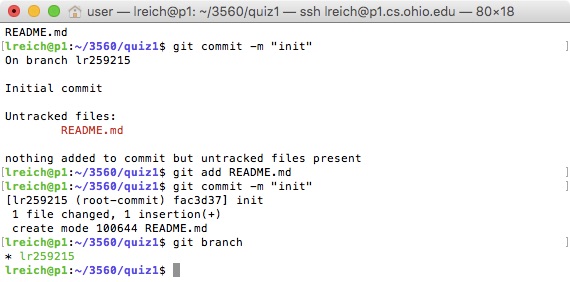 user — lreich@p1: ~/3560/quiz1 — ssh lreich@p1.cs.ohio.edu — 80×18
README.md
[lreich@p1:~/3560/quiz1$ git commit -m "init" ]
On branch lr259215
Initial commit
Untracked files:
README.md
nothing added to commit but untracked files present
[lreich@p1:~/3560/quiz1$ git add README.md ]
[lreich@p1:~/3560/quiz1$ git commit -m "init" ]
[lr259215 (root-commit) fac3d37] init
1 file changed, 1 insertion(+)
create mode 100644 README.md
[lreich@p1:~/3560/quiz1$ git branch ]
* lr259215
lreich@p1:~/3560/quiz1$